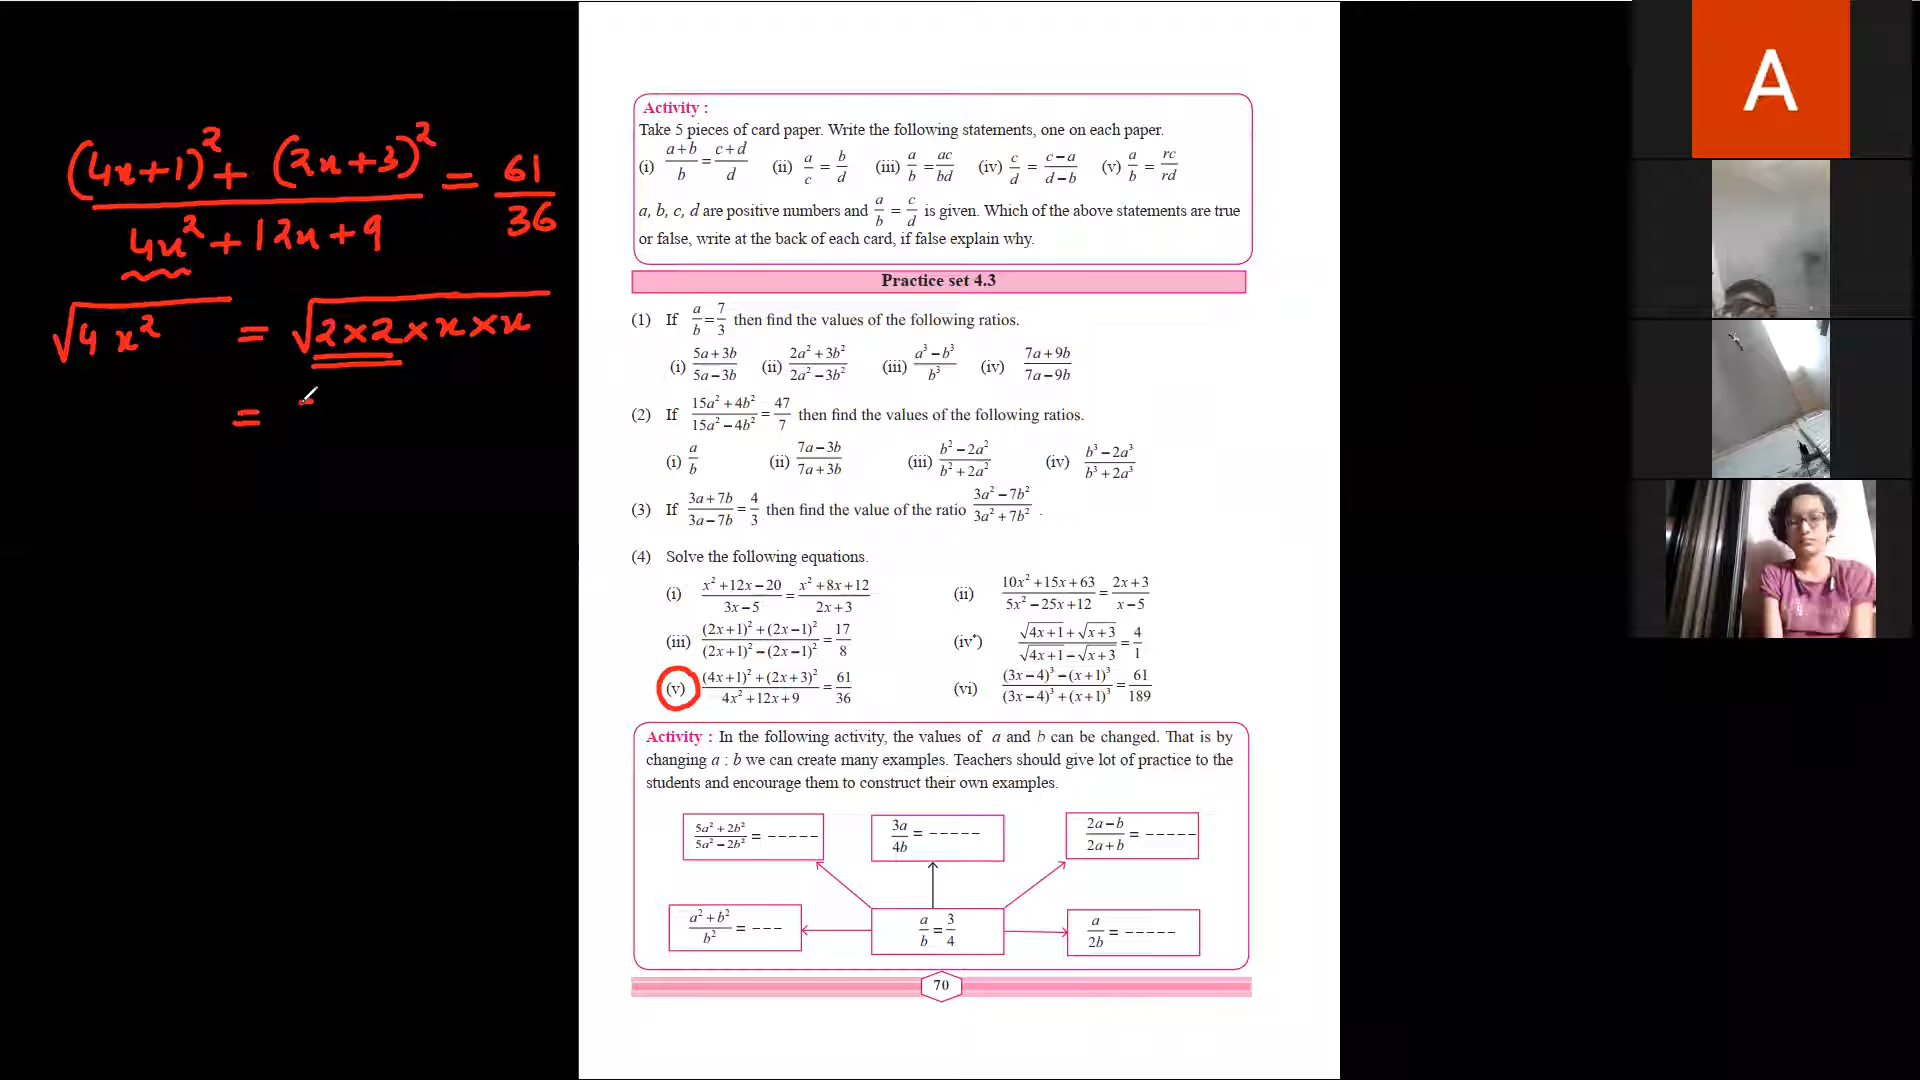 (4x+1)² + (2x+3)² / 4x² + 12x + 9 = 61/36
√4x² = √2×2×x×x
=
Activity :
Take 5 pieces of card paper. Write the following statements, one on each paper.
(i) a+b/b = c+d/d (ii) a/c = b/d (iii) a/b = ac/bd (iv) c/d = c−a/d−b (v) a/b = rc/rd
a, b, c, d are positive numbers and a/b = c/d is given. Which of the above statements are true
or false, write at the back of each card, if false explain why.
Practice set 4.3
(1) If a/b = 7/3 then find the values of the following ratios.
(i) 5a+3b/5a−3b (ii) 2a²+3b²/2a²−3b² (iii) a³−b³/b³ (iv) 7a+9b/7a−9b
(2) If 15a²+4b²/15a²−4b² = 47/7 then find the values of the following ratios.
(i) a/b (ii) 7a−3b/7a+3b (iii) b²−2a²/b²+2a² (iv) b³−2a³/b³+2a³
(3) If 3a+7b/3a−7b = 4/3 then find the value of the ratio 3a²−7b²/3a²+7b² .
(4) Solve the following equations.
(i) x²+12x−20/3x−5 = x²+8x+12/2x+3 (ii) 10x²+15x+63/5x²−25x+12 = 2x+3/x−5
(iii) (2x+1)²+(2x−1)²/(2x+1)²−(2x−1)² = 17/8 (iv*) √4x+1+√x+3/√4x+1−√x+3 = 4/1
(v) (4x+1)²+(2x+3)²/4x²+12x+9 = 61/36 (vi) (3x−4)³−(x+1)³/(3x−4)³+(x+1)³ = 61/189
Activity : In the following activity, the values of a and b can be changed. That is by
changing a : b we can create many examples. Teachers should give lot of practice to the
students and encourage them to construct their own examples.
5a²+2b²/5a²−2b² = ----- 3a/4b = ----- 2a−b/2a+b = -----
a²+b²/b² = --- a/b = 3/4 a/2b = -----
70
A